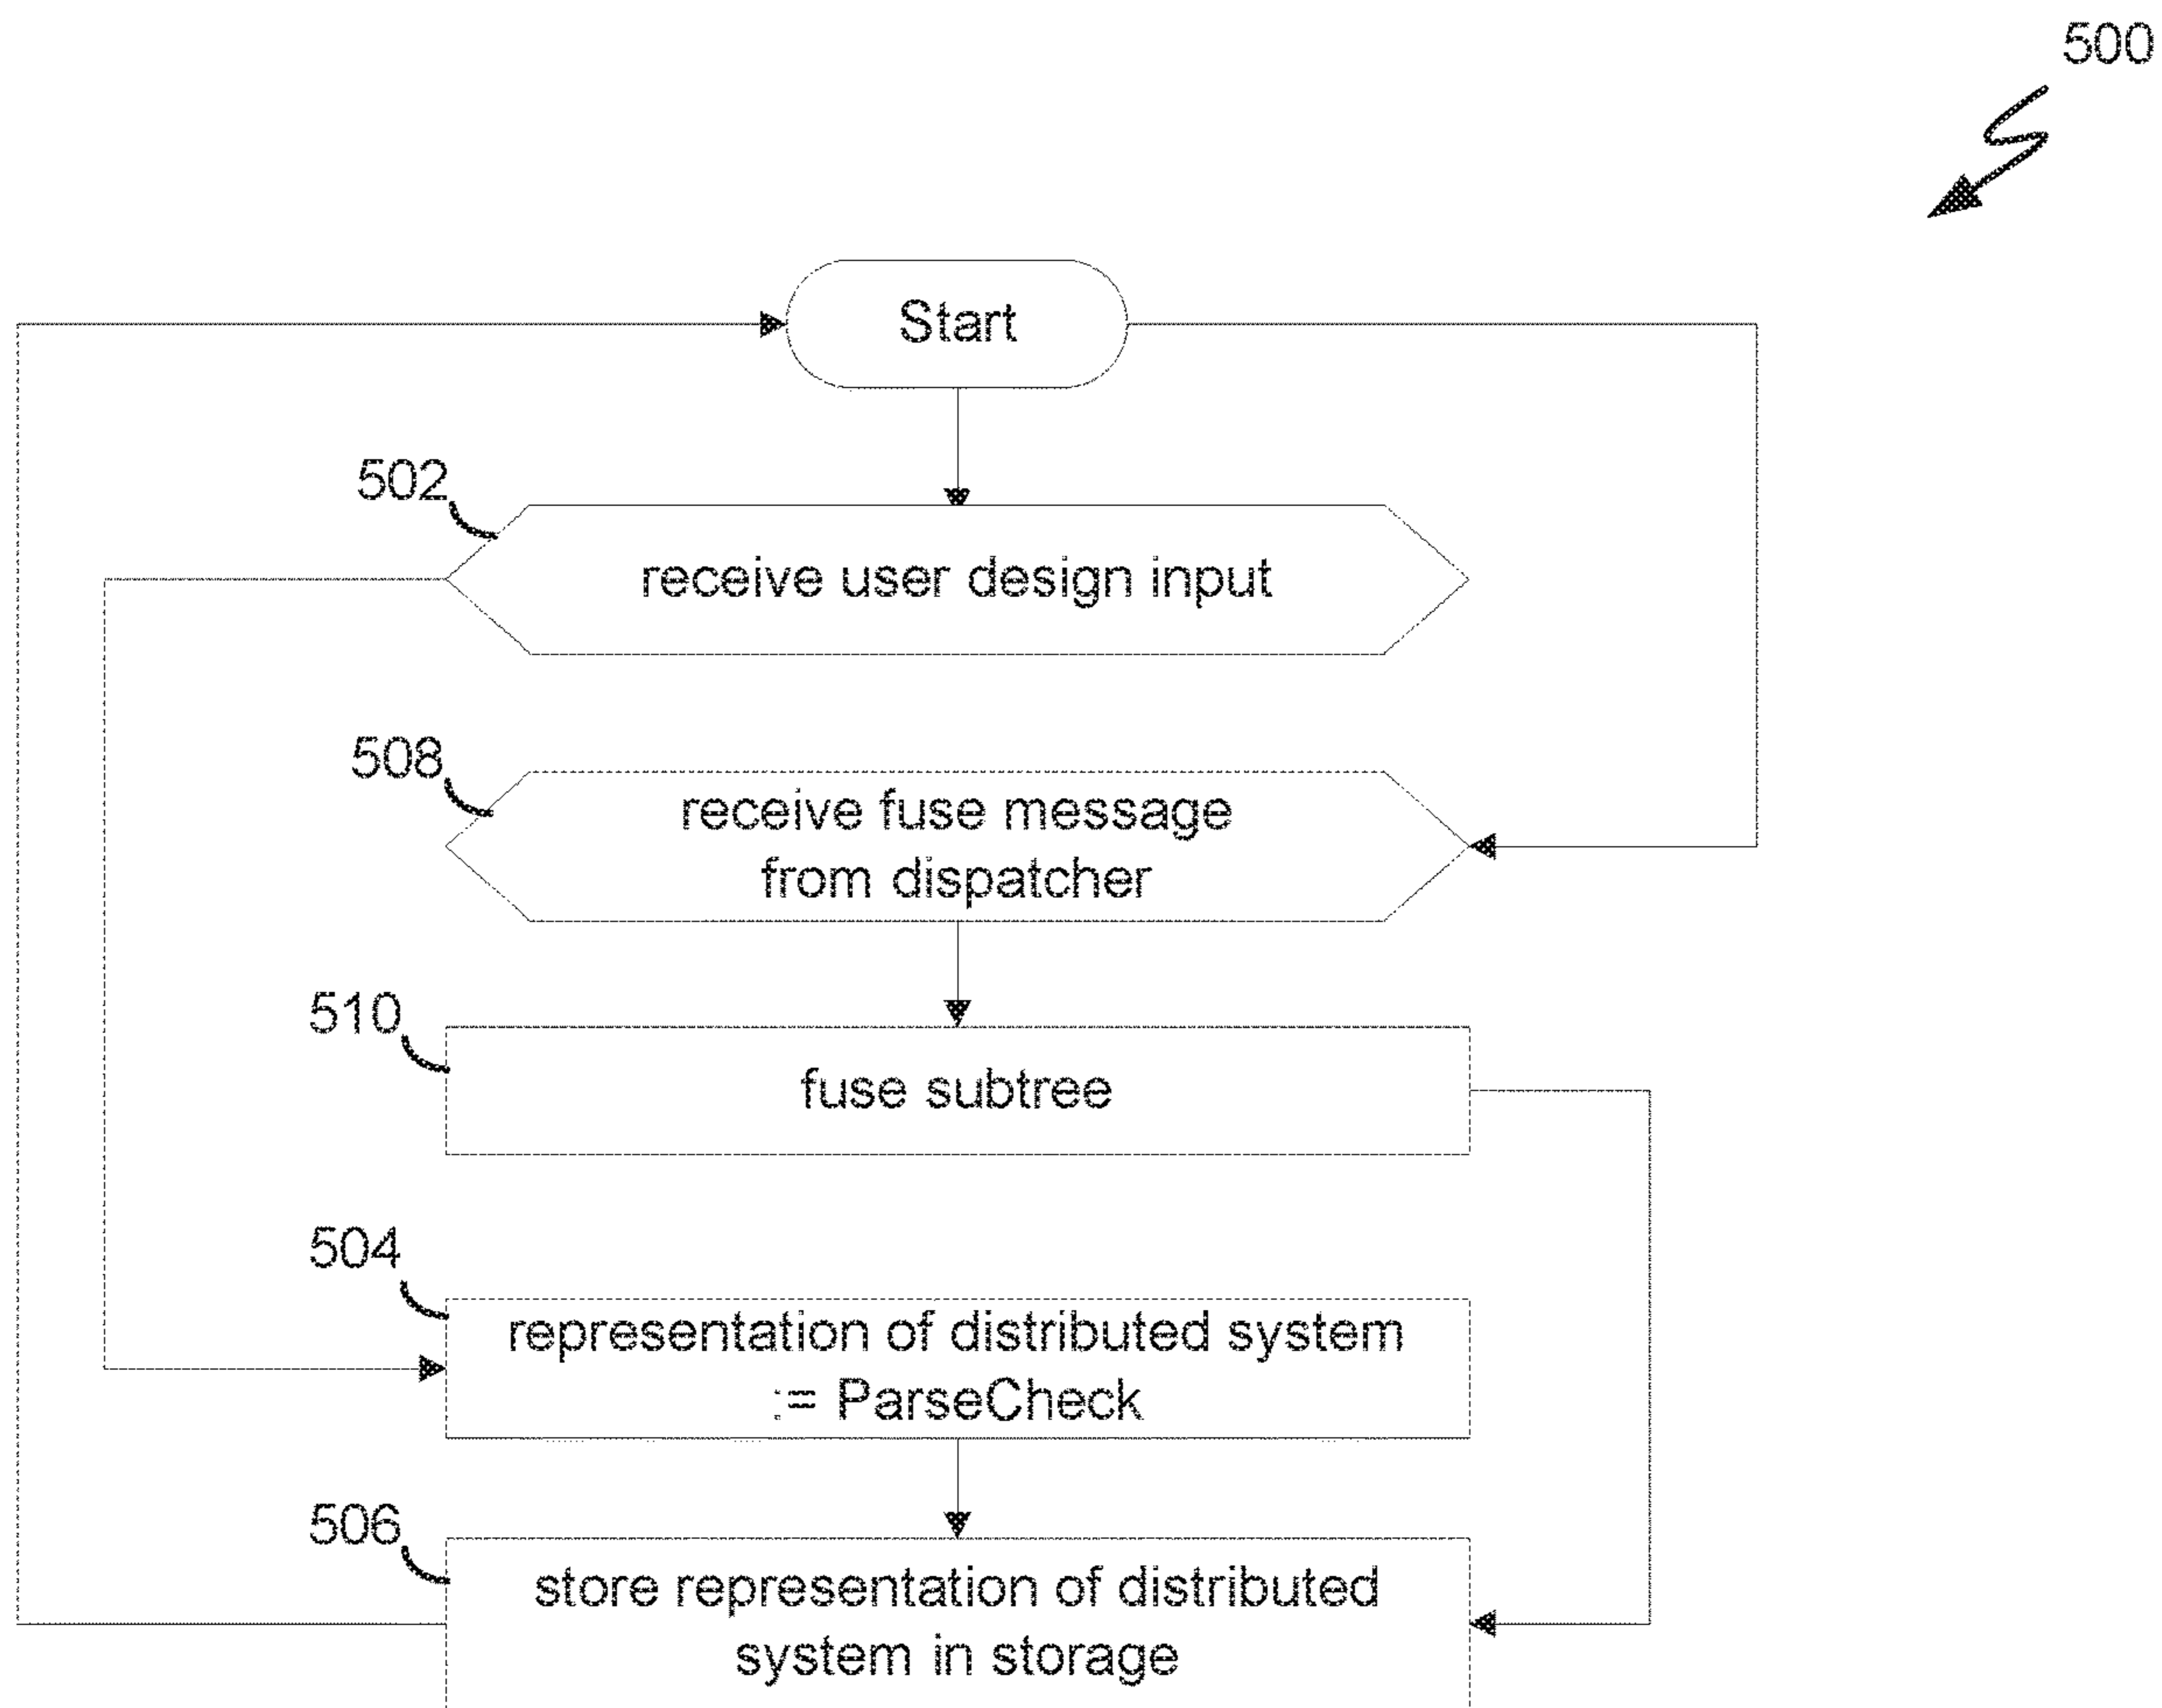 500
Start
502
receive user design input
508
receive fuse message
from dispatcher
510
fuse subtree
504
representation of distributed system
:= ParseCheck
506
store representation of distributed
system in storage